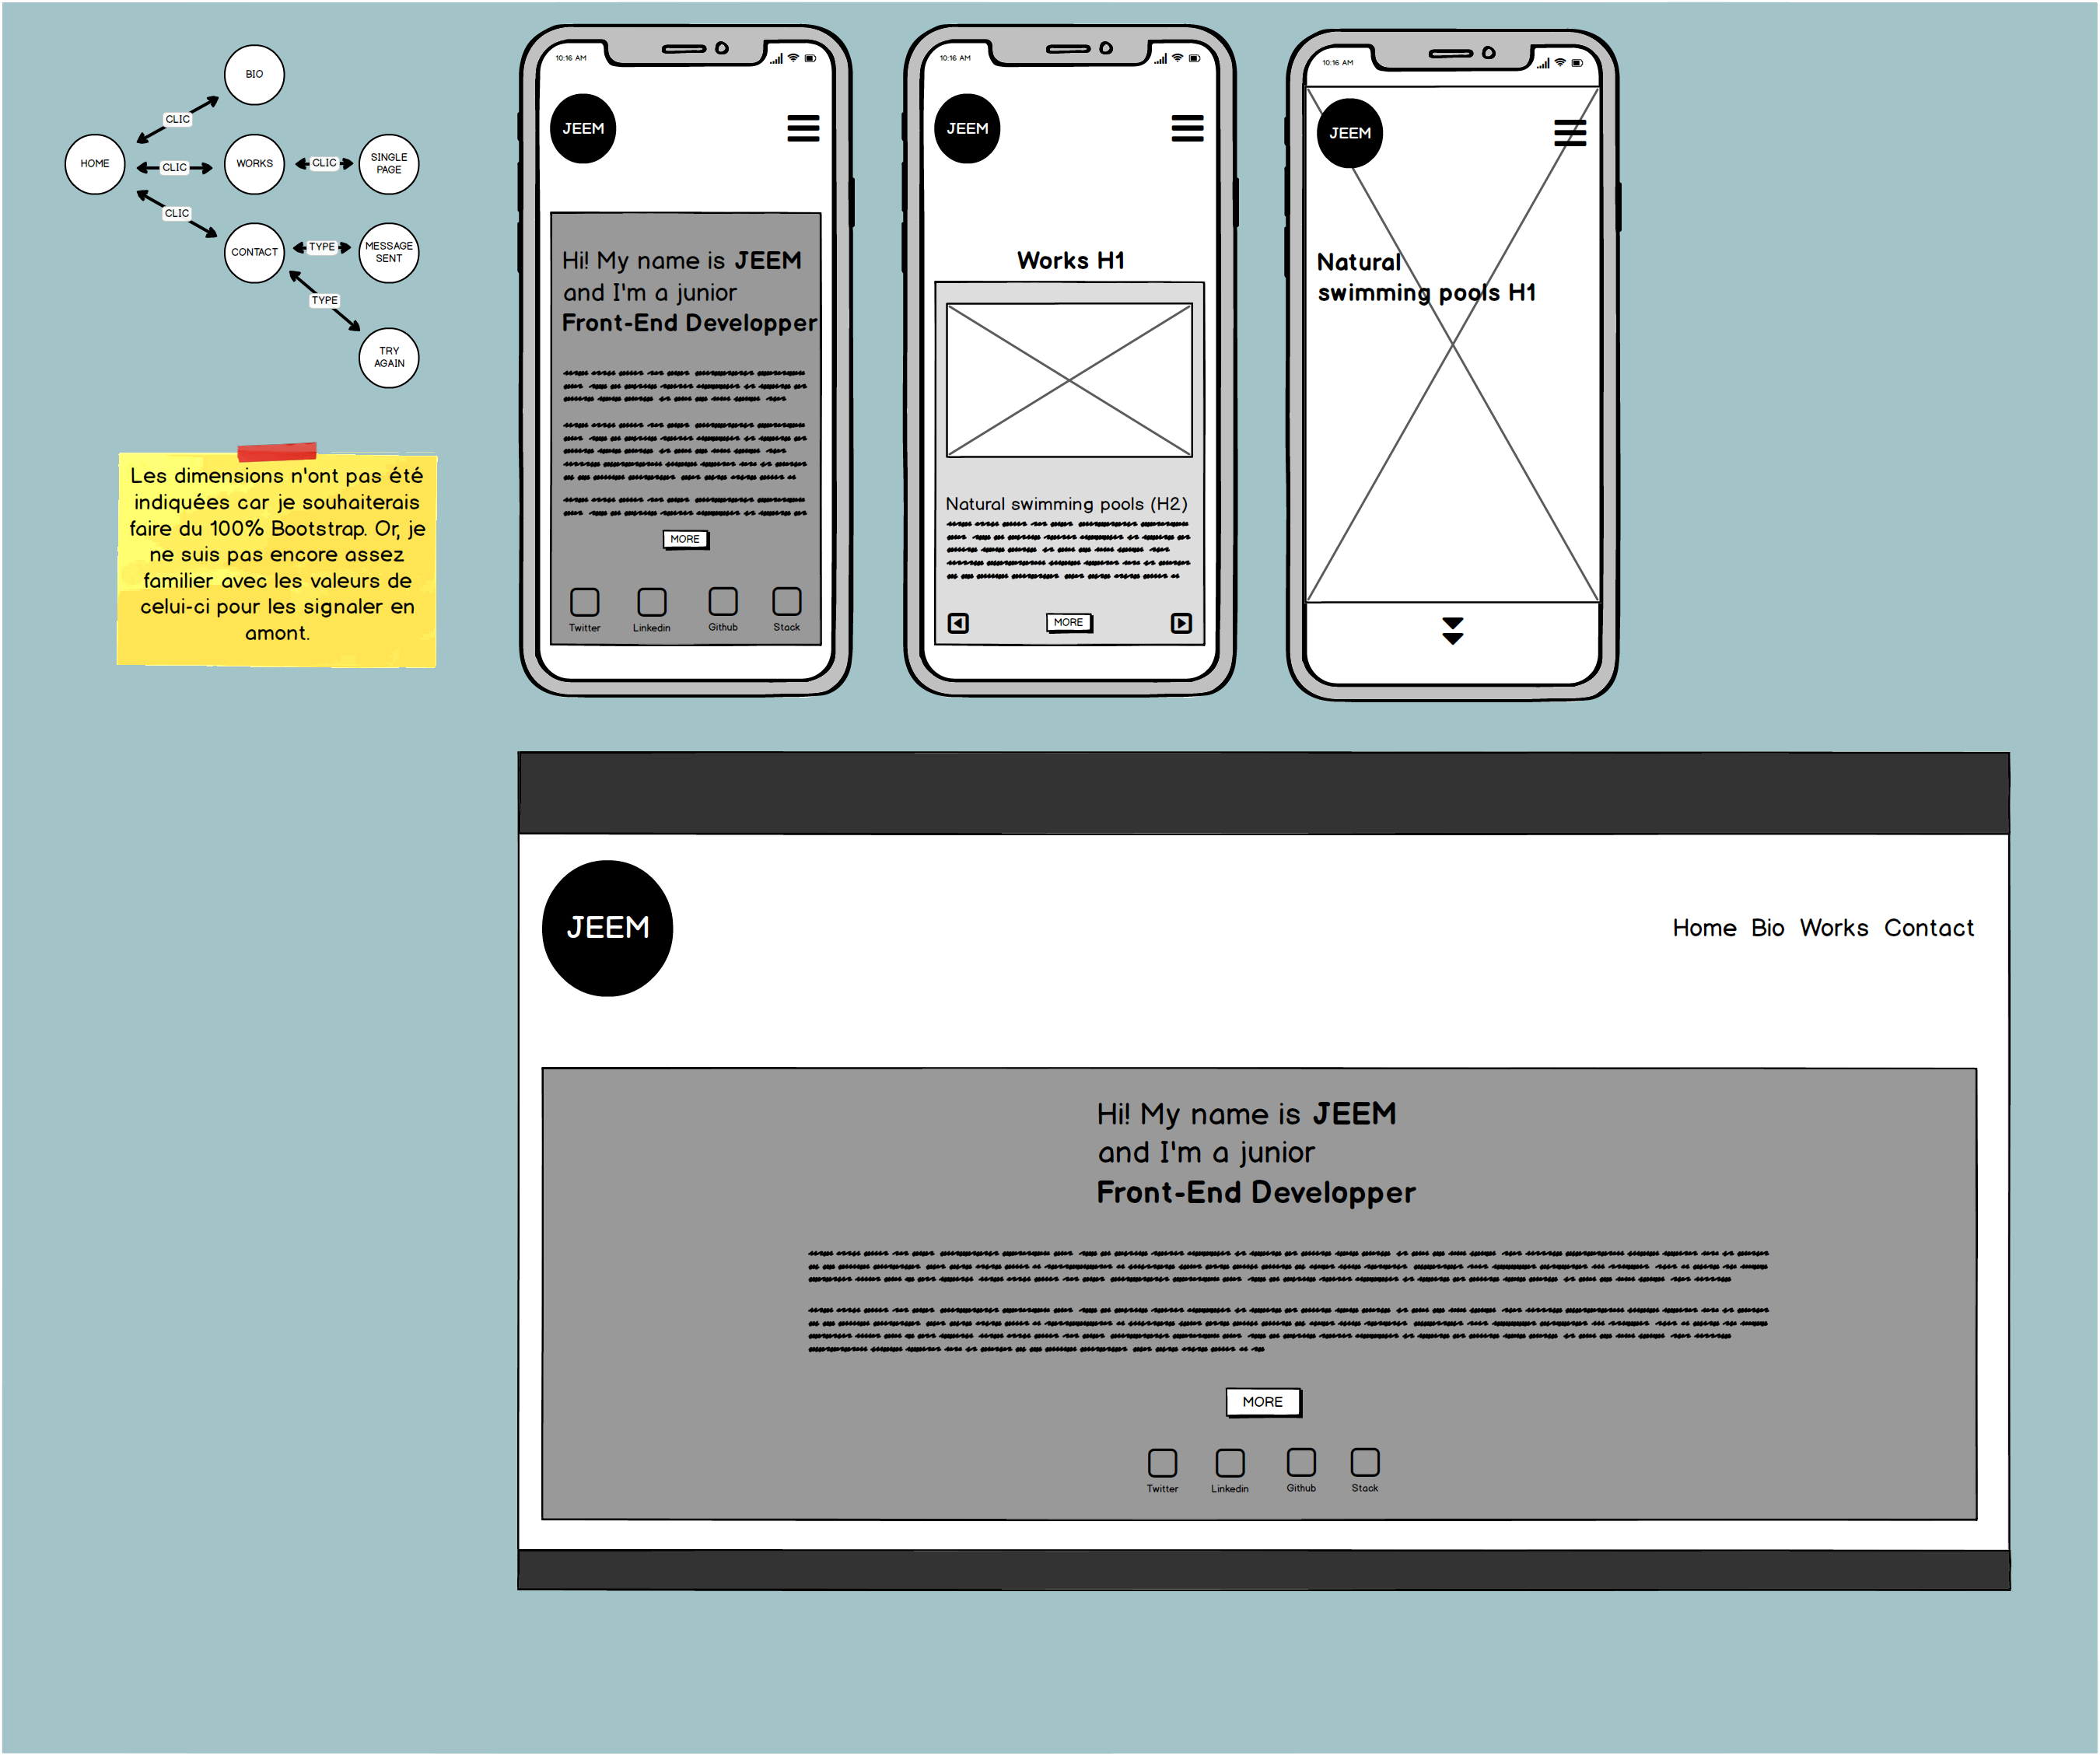 BIO
CLIC
HOME
CLIC
WORKS
CLIC
SINGLE
PAGE
CLIC
CONTACT
TYPE
MESSAGE
SENT
TYPE
TRY
AGAIN
Les dimensions n'ont pas été
indiquées car je souhaiterais
faire du 100% Bootstrap. Or, je
ne suis pas encore assez
familier avec les valeurs de
celui-ci pour les signaler en
amont.
10:16 AM
JEEM
Hi! My name is JEEM
and I'm a junior
Front-End Developper
MORE
Twitter Linkedin Github Stack
10:16 AM
JEEM
Works H1
Natural swimming pools (H2)
MORE
10:16 AM
JEEM
Natural
swimming pools H1
JEEM
Home Bio Works Contact
Hi! My name is JEEM
and I'm a junior
Front-End Developper
MORE
Twitter Linkedin Github Stack